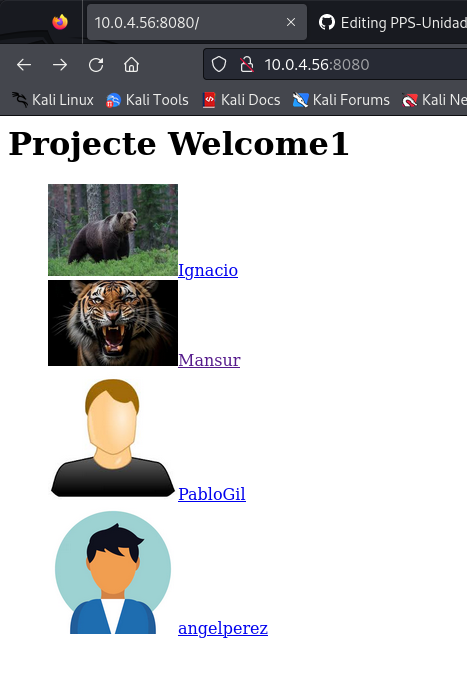 10.0.4.56:8080/
Editing PPS-Unidad
10.0.4.56:8080
Kali Linux Kali Tools Kali Docs Kali Forums Kali Ne
Projecte Welcome1
Ignacio
Mansur
PabloGil
angelperez